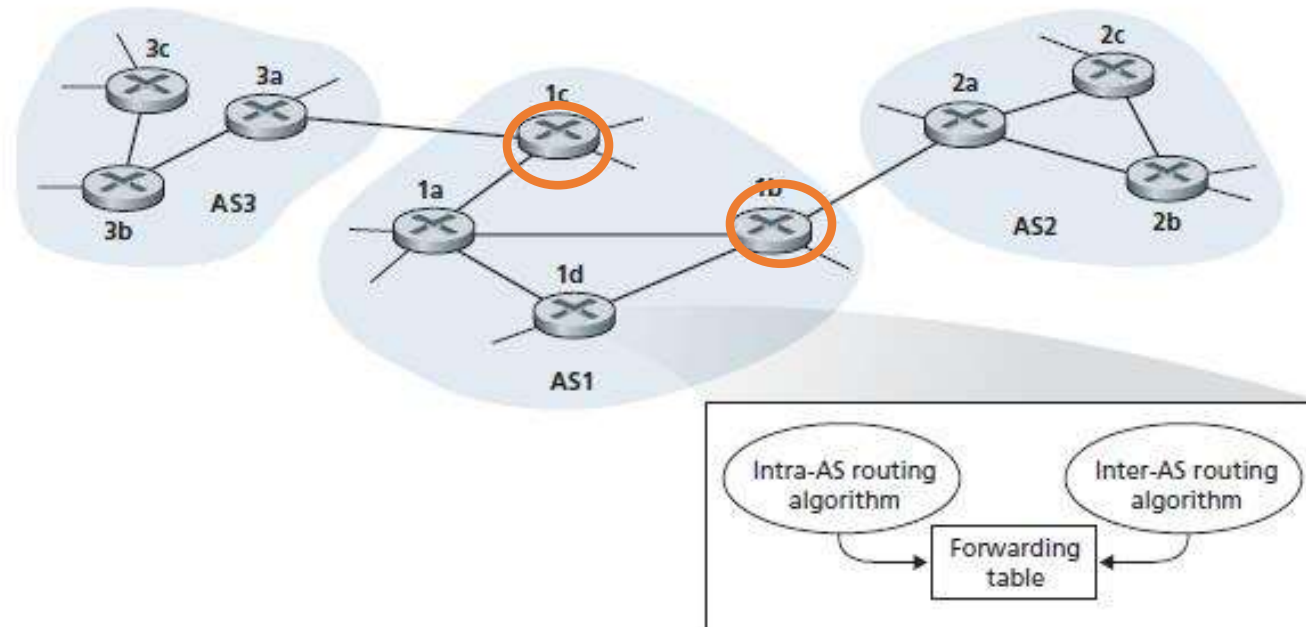 3c
3a
3b
AS3
1c
1a
1b
1d
AS1
2c
2a
2b
AS2
Intra-AS routing
algorithm
Inter-AS routing
algorithm
Forwarding
table